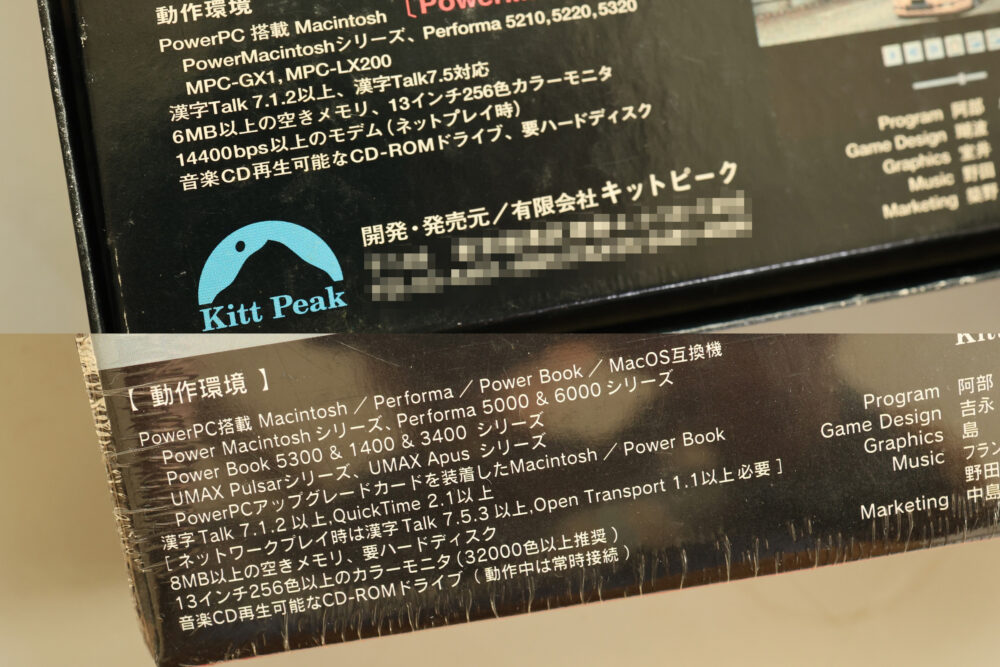 動作環境
PowerPC 搭載 Macintosh
PowerMacintoshシリーズ、Performa 5210,5220,5320
MPC-GX1, MPC-LX200
漢字Talk 7.1.2以上、漢字Talk7.5対応
6MB以上の空きメモリ、13インチ256色カラーモニタ
14400bps以上のモデム（ネットプレイ時）
音楽CD再生可能なCD-ROMドライブ、要ハードディスク
Program 阿部
Game Design
Graphics 室井
Music 野田
Marketing
開発・発売元／有限会社キットピーク
Kitt Peak
【 動作環境 】
PowerPC搭載 Macintosh ／ Performa ／ Power Book ／ MacOS互換機
Power Macintosh シリーズ、Performa 5000 & 6000 シリーズ
Power Book 5300 & 1400 & 3400 シリーズ
UMAX Pulsarシリーズ、UMAX Apus シリーズ
PowerPCアップグレードカードを装着したMacintosh ／ Power Book
漢字Talk 7.1.2 以上,QuickTime 2.1以上
[ ネットワークプレイ時は漢字 Talk 7.5.3 以上,Open Transport 1.1以上 必要 ]
8MB以上の空きメモリ、要ハードディスク
13インチ256色以上のカラーモニタ（32000色以上推奨）
音楽CD再生可能なCD-ROMドライブ（ 動作中は常時接続 ）
Program 阿部
Game Design 吉永
Graphics 島
Music フラン
野田
Marketing 中島